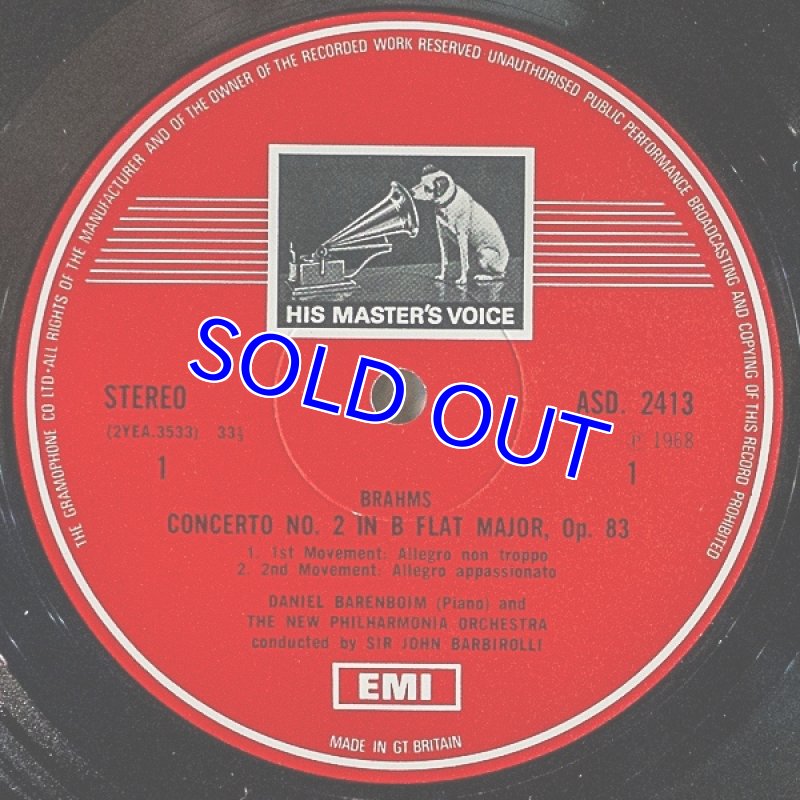 THE GRAMOPHONE CO LTD·ALL RIGHTS OF THE MANUFACTURER AND OF THE OWNER OF THE RECORDED WORK RESERVED UNAUTHORISED PUBLIC PERFORMANCE BROADCASTING AND COPYING OF THIS RECORD PROHIBITED
HIS MASTER'S VOICE
SOLD OUT
STEREO
(2YEA.3533) 33⅓
1
ASD. 2413
P 1968
1
BRAHMS
CONCERTO NO. 2 IN B FLAT MAJOR, Op. 83
1. 1st Movement: Allegro non troppo
2. 2nd Movement: Allegro appassionato
DANIEL BARENBOIM (Piano) and
THE NEW PHILHARMONIA ORCHESTRA
conducted by SIR JOHN BARBIROLLI
EMI
MADE IN GT BRITAIN